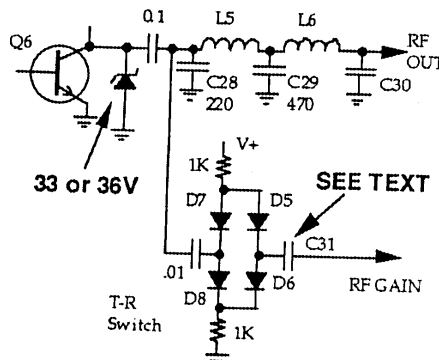 0.1
L5
L6
Q6
RF
OUT
C28
220
C29
470
C30
33 or 36V
V+
1K
SEE TEXT
D7
D5
C31
.01
D8
D6
RF GAIN
T-R
Switch
1K